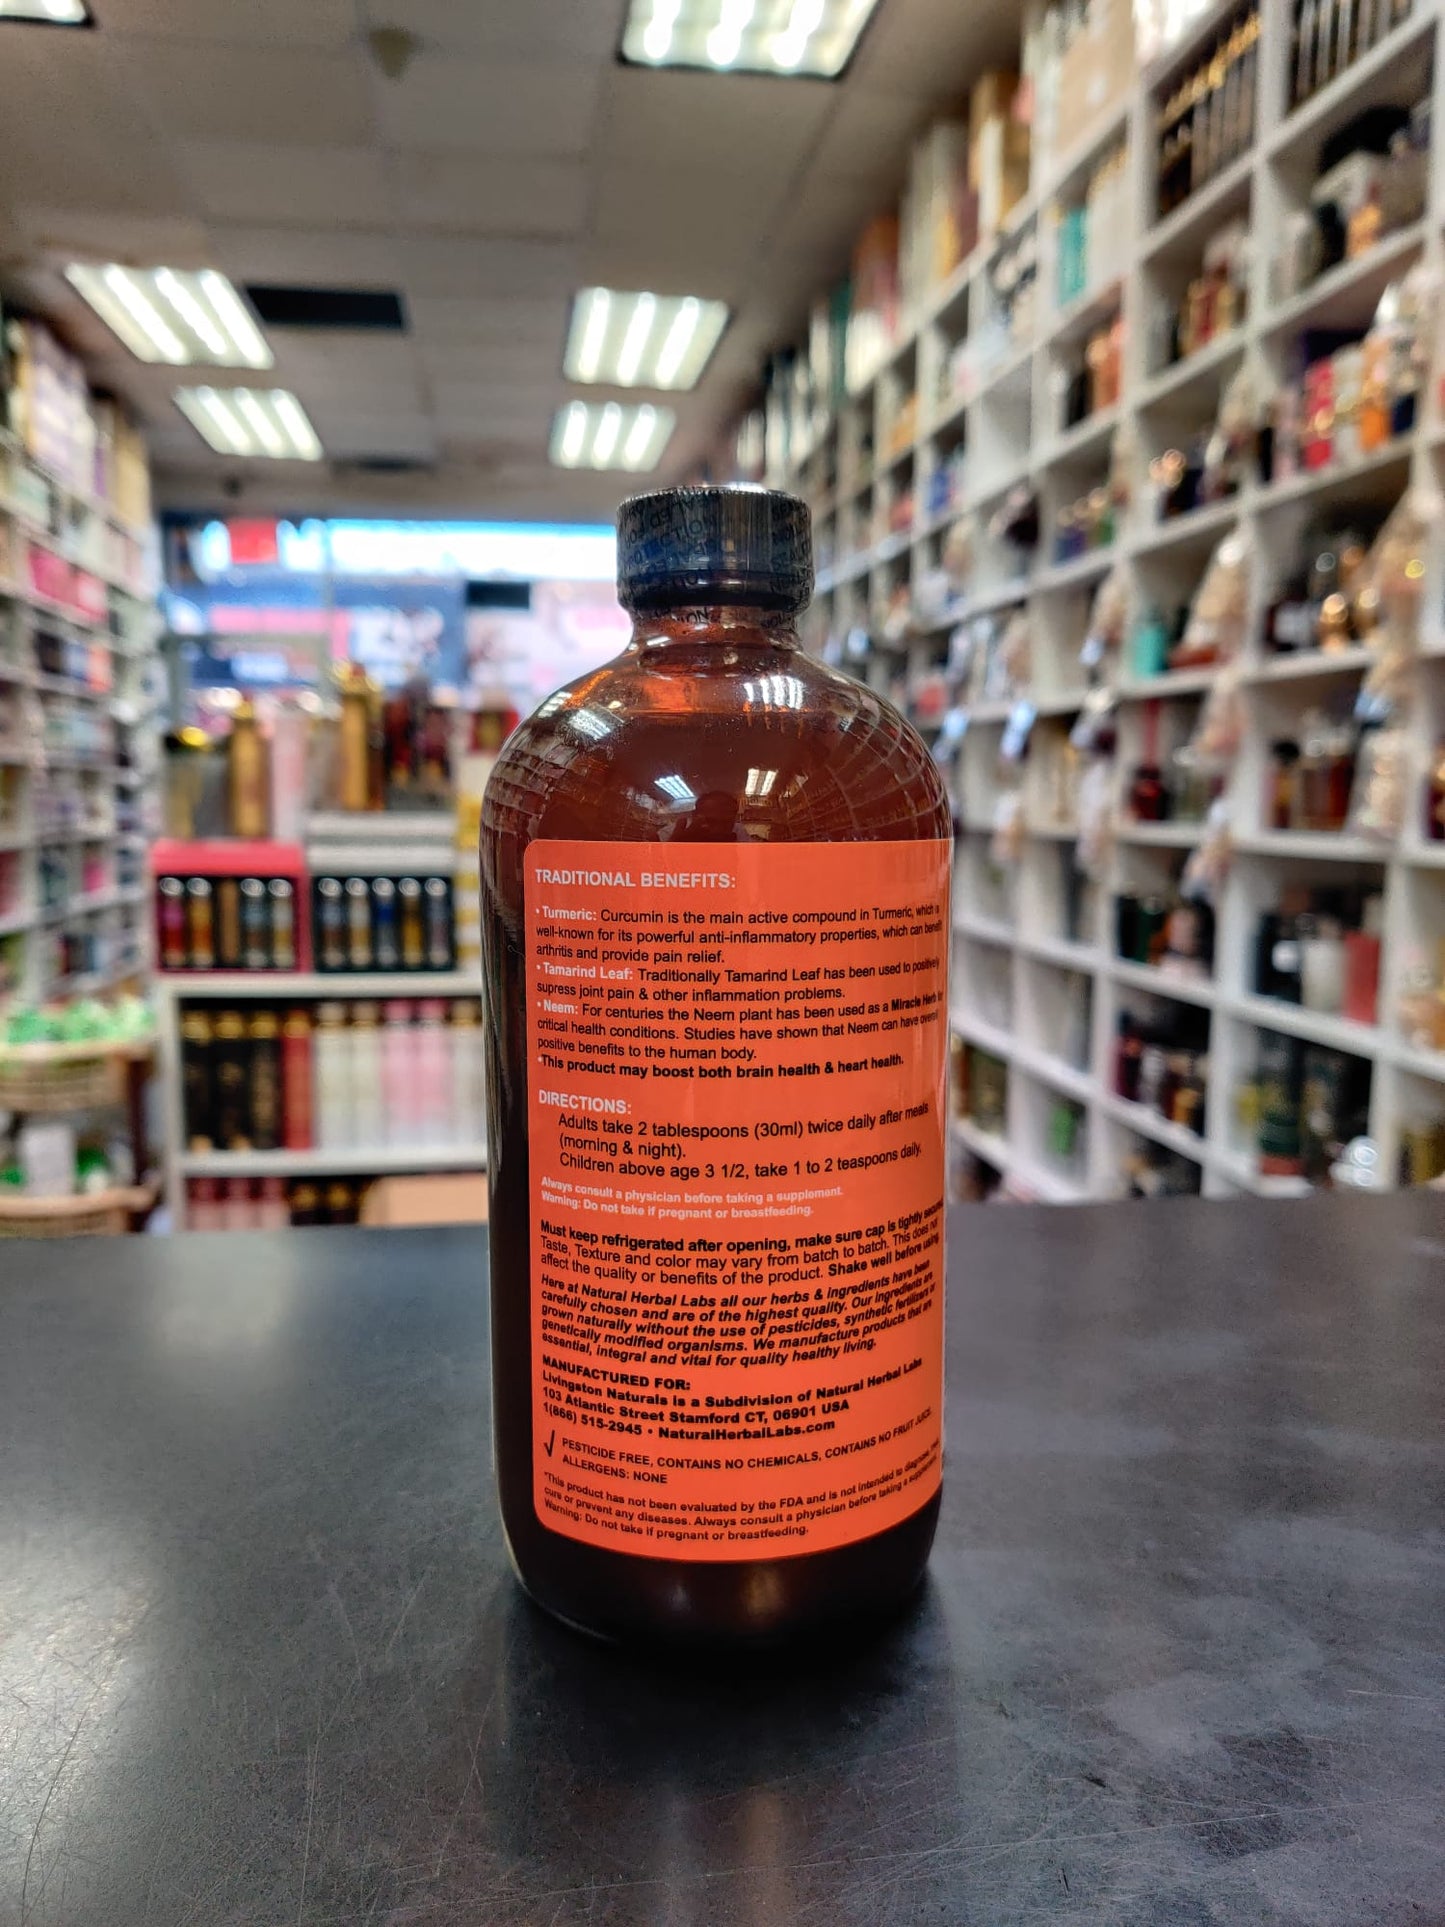 TRADITIONAL BENEFITS:
• Turmeric: Curcumin is the main active compound in Turmeric, which is
well-known for its powerful anti-inflammatory properties, which can benefit
arthritis and provide pain relief.
• Tamarind Leaf: Traditionally Tamarind Leaf has been used to positively
supress joint pain & other inflammation problems.
• Neem: For centuries the Neem plant has been used as a Miracle Herb for
critical health conditions. Studies have shown that Neem can have overall
positive benefits to the human body.
*This product may boost both brain health & heart health.
DIRECTIONS:
Adults take 2 tablespoons (30ml) twice daily after meals
(morning & night).
Children above age 3 1/2, take 1 to 2 teaspoons daily.
Always consult a physician before taking a supplement.
Warning: Do not take if pregnant or breastfeeding.
Must keep refrigerated after opening, make sure cap is tightly secured.
Taste, Texture and color may vary from batch to batch. This does not
affect the quality or benefits of the product. Shake well before using.
Here at Natural Herbal Labs all our herbs & ingredients have been
carefully chosen and are of the highest quality. Our ingredients are
grown naturally without the use of pesticides, synthetic fertilizers or
genetically modified organisms. We manufacture products that are
essential, integral and vital for quality healthy living.
MANUFACTURED FOR:
Livingston Naturals is a Subdivision of Natural Herbal Labs
103 Atlantic Street Stamford CT, 06901 USA
1(866) 515-2945 • NaturalHerbalLabs.com
✓ PESTICIDE FREE, CONTAINS NO CHEMICALS, CONTAINS NO FRUIT JUICE.
ALLERGENS: NONE
*This product has not been evaluated by the FDA and is not intended to diagnose,
cure or prevent any diseases. Always consult a physician before taking a supplement.
Warning: Do not take if pregnant or breastfeeding.